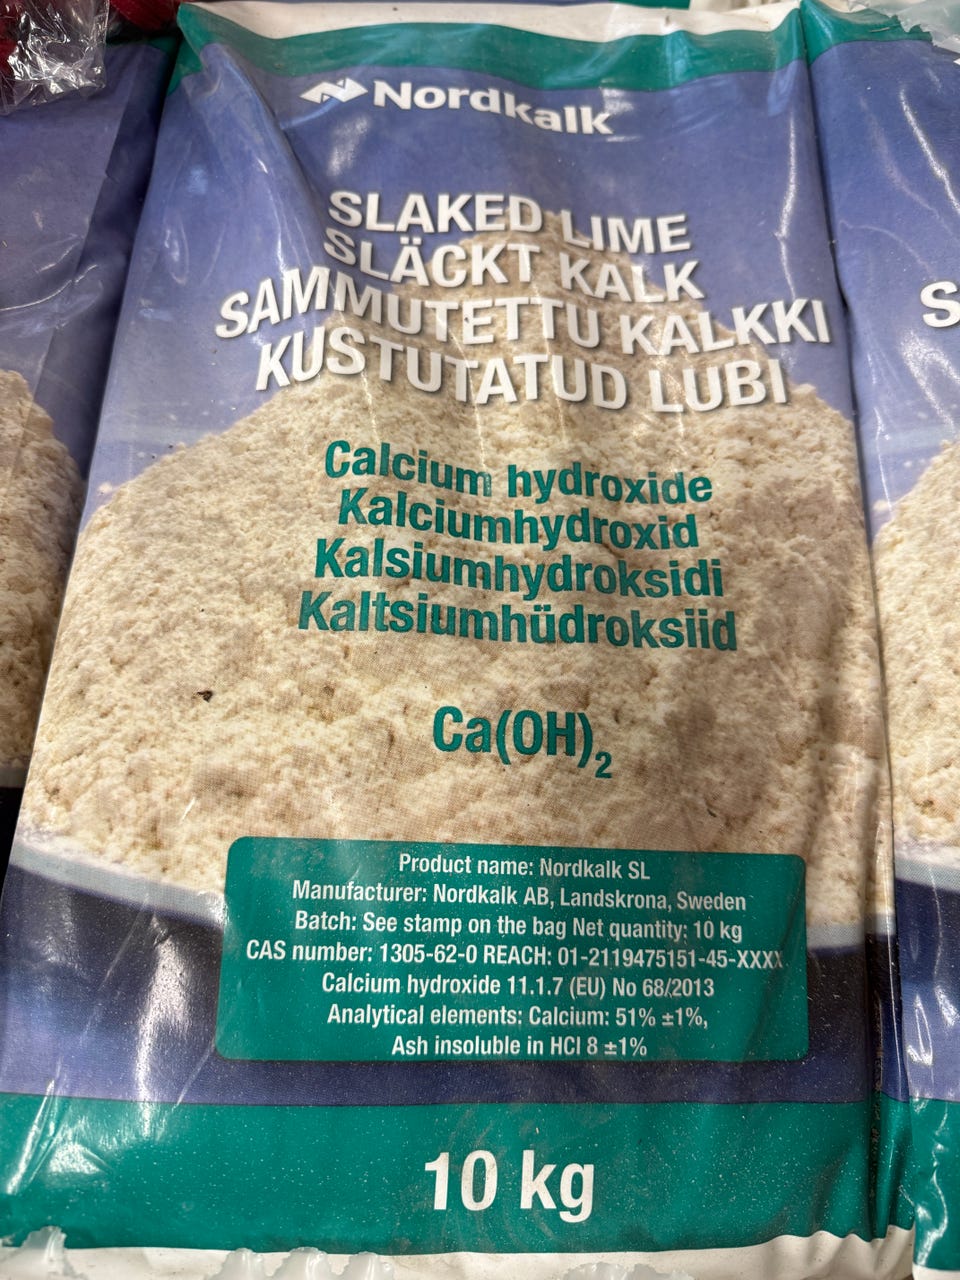 Nordkalk
SLAKED LIME
SLÄCKT KALK
SAMMUTETTU KALKKI
KUSTUTATUD LUBI
Calcium hydroxide
Kalciumhydroxid
Kalsiumhydroksidi
Kaltsiumhüdroksiid
Ca(OH)₂
Product name: Nordkalk SL
Manufacturer: Nordkalk AB, Landskrona, Sweden
Batch: See stamp on the bag Net quantity: 10 kg
CAS number: 1305-62-0 REACH: 01-2119475151-45-XXXX
Calcium hydroxide 11.1.7 (EU) No 68/2013
Analytical elements: Calcium: 51% ±1%,
Ash insoluble in HCl 8 ±1%
10 kg
S